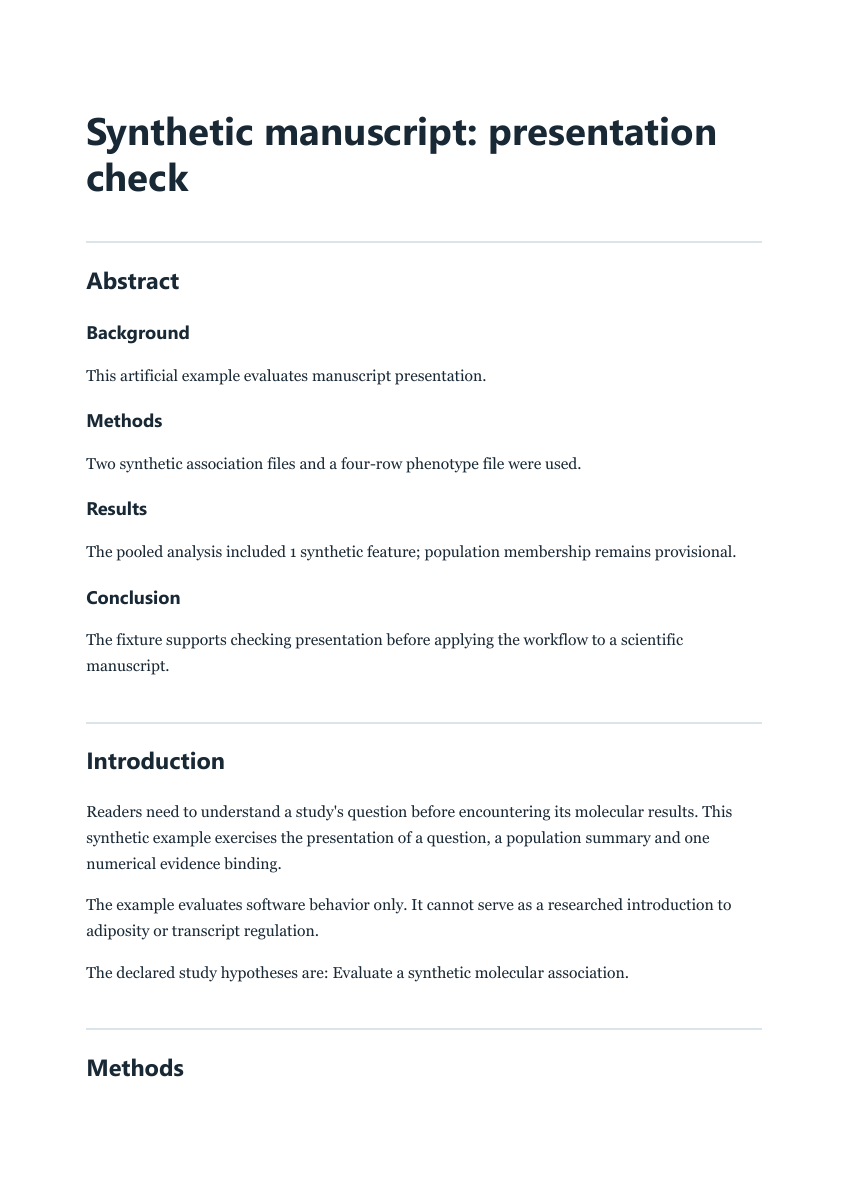 Synthetic manuscript: presentation
check
Abstract
Background
This artificial example evaluates manuscript presentation.
Methods
Two synthetic association files and a four-row phenotype file were used.
Results
The pooled analysis included 1 synthetic feature; population membership remains provisional.
Conclusion
The fixture supports checking presentation before applying the workflow to a scientific
manuscript.
Introduction
Readers need to understand a study's question before encountering its molecular results. This
synthetic example exercises the presentation of a question, a population summary and one
numerical evidence binding.
The example evaluates software behavior only. It cannot serve as a researched introduction to
adiposity or transcript regulation.
The declared study hypotheses are: Evaluate a synthetic molecular association.
Methods